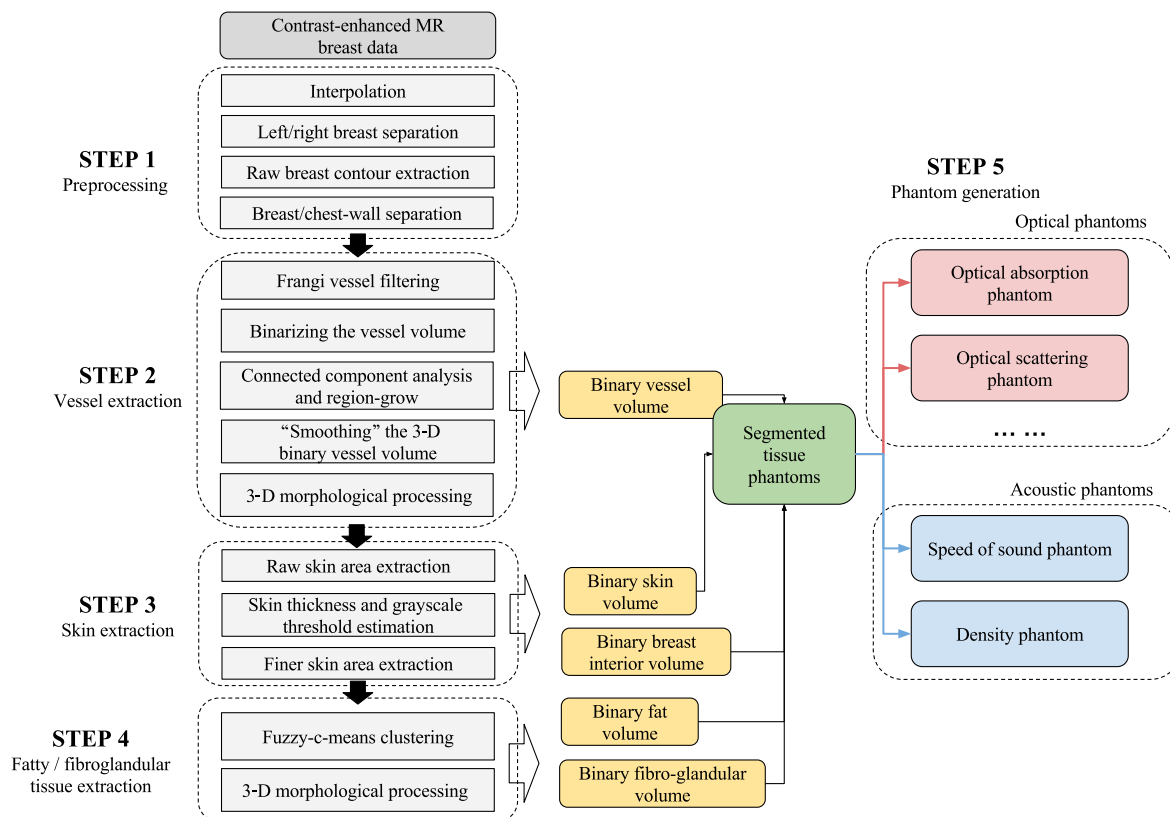 Contrast-enhanced MR
breast data
STEP 1
Preprocessing
Interpolation
Left/right breast separation
Raw breast contour extraction
Breast/chest-wall separation
STEP 2
Vessel extraction
Frangi vessel filtering
Binarizing the vessel volume
Connected component analysis
and region-grow
“Smoothing” the 3-D
binary vessel volume
3-D morphological processing
STEP 3
Skin extraction
Raw skin area extraction
Skin thickness and grayscale
threshold estimation
Finer skin area extraction
STEP 4
Fatty / fibroglandular
tissue extraction
Fuzzy-c-means clustering
3-D morphological processing
Binary vessel
volume
Binary skin
volume
Binary breast
interior volume
Binary fat
volume
Binary fibro-glandular
volume
Segmented
tissue
phantoms
STEP 5
Phantom generation
Optical phantoms
Optical absorption
phantom
Optical scattering
phantom
... ...
Acoustic phantoms
Speed of sound phantom
Density phantom